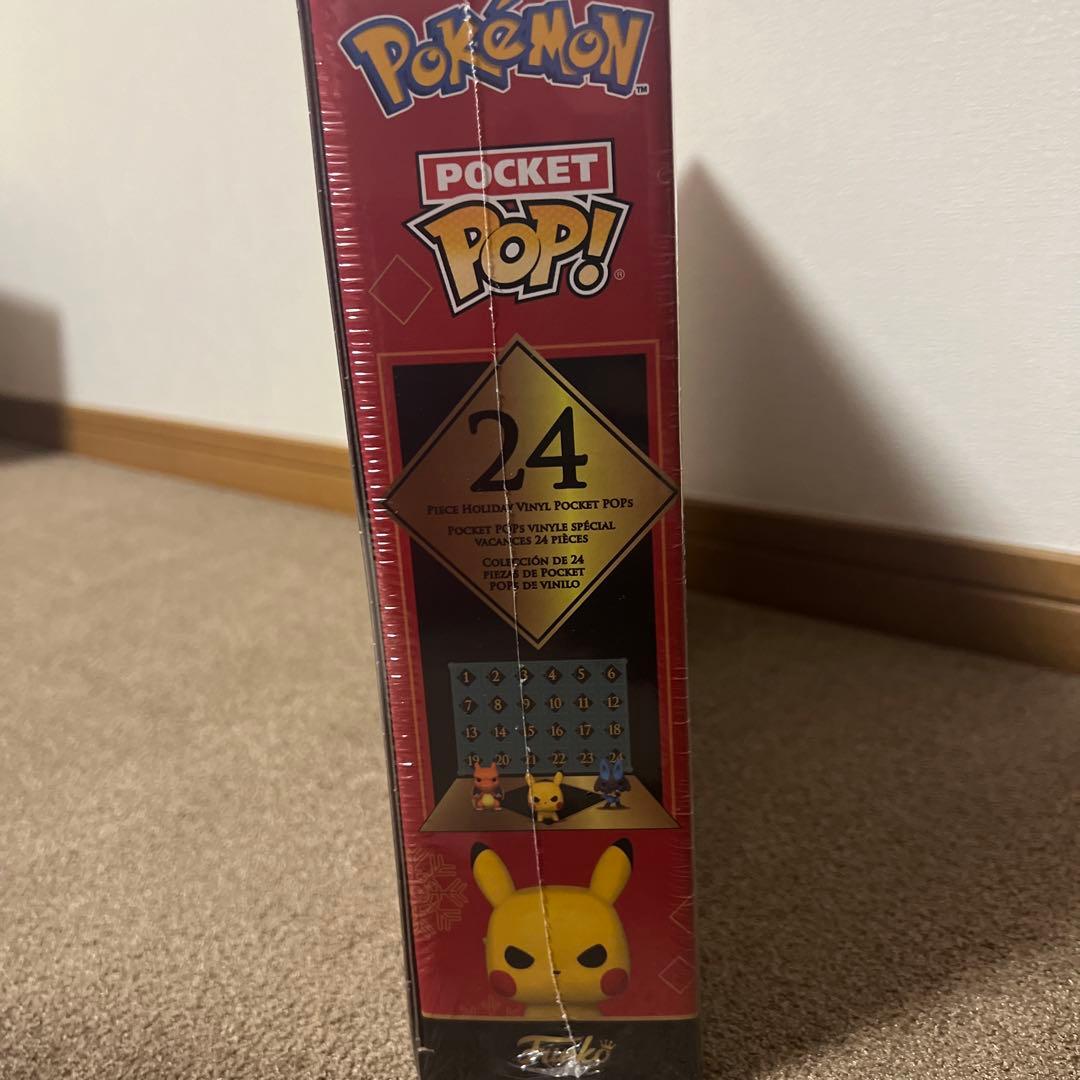 POKéMON™
POCKET
POP!®
24
PIECE HOLIDAY VINYL POCKET POPS
POCKET POPS VINYLE SPÉCIAL
VACANCES 24 PIÈCES
COLECCIÓN DE 24
PIEZAS DE POCKET
POPS DE VINILO
1 2 3 4 5 6
7 8 9 10 11 12
13 14 15 16 17 18
19 20 21 22 23 24
Funko